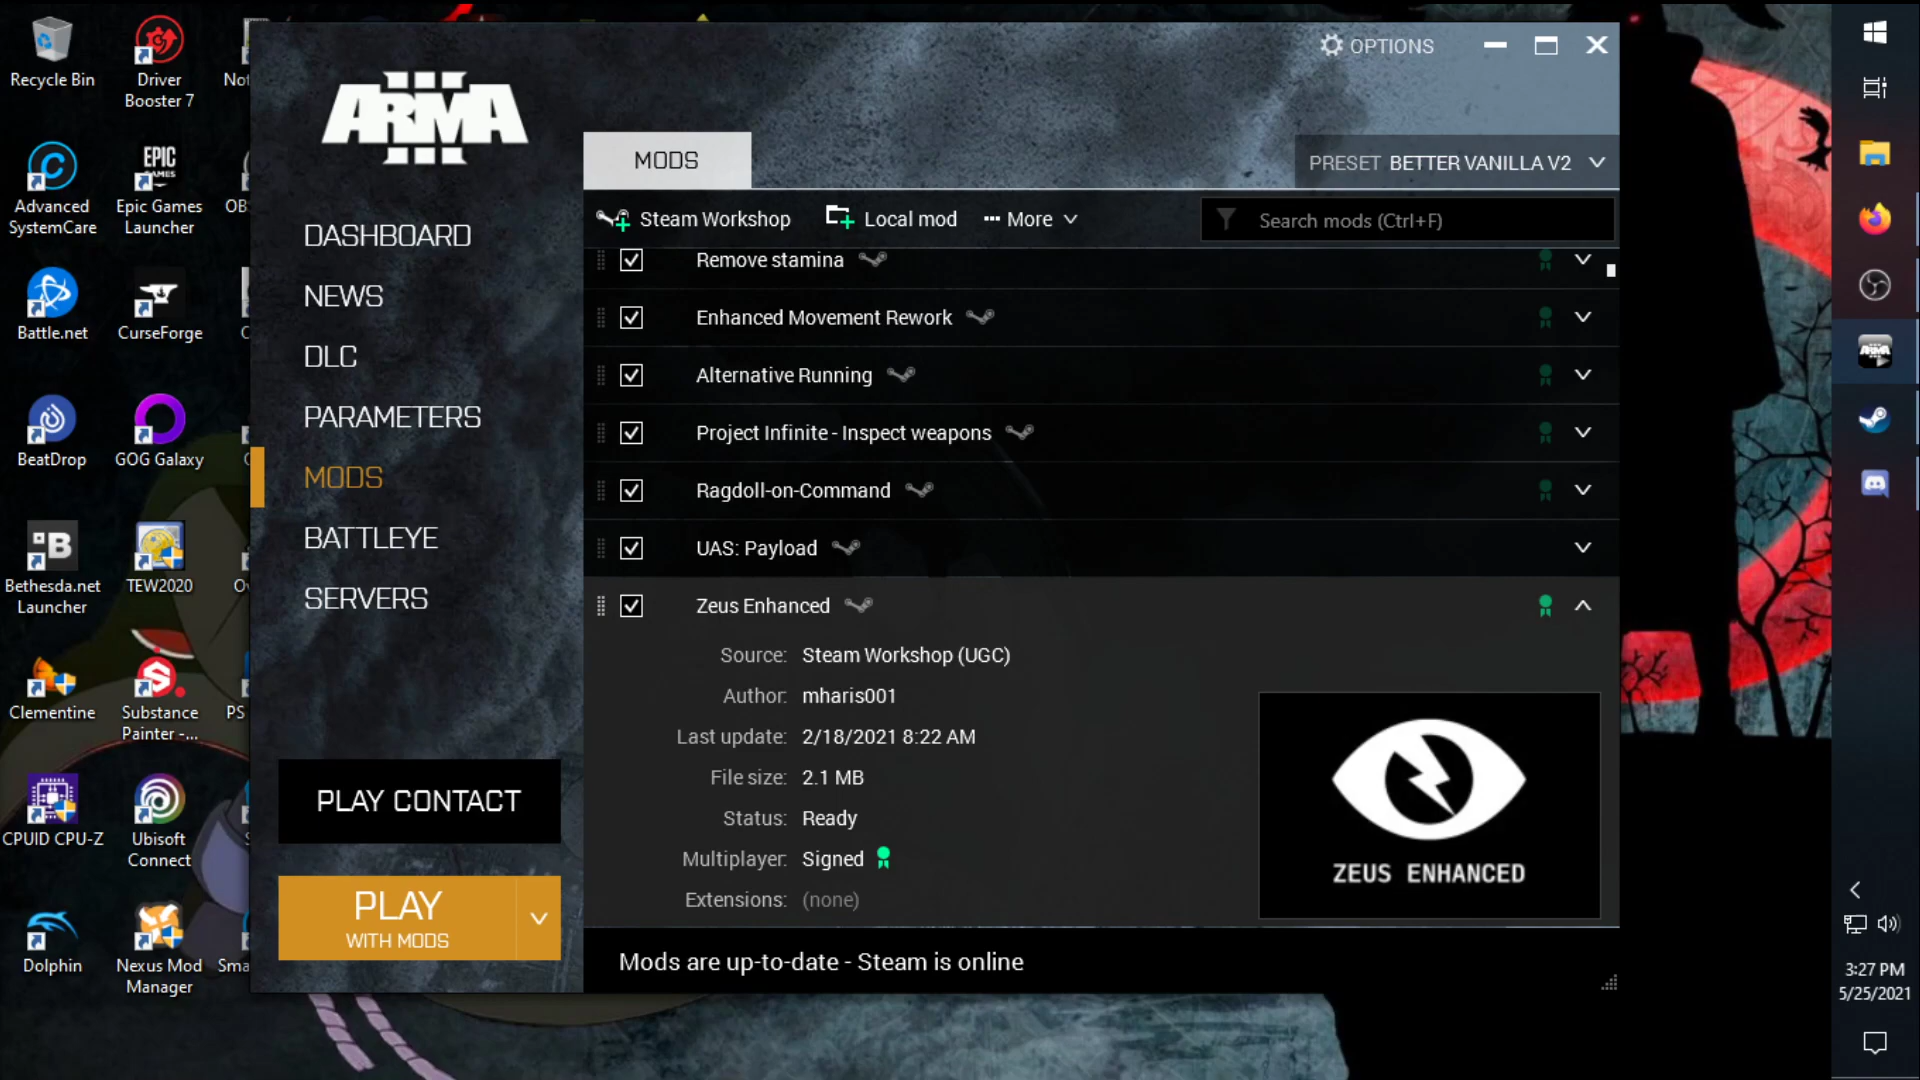 Recycle Bin
Driver
Booster 7
Advanced
SystemCare
EPIC
GAMES
Epic Games
Launcher
Battle.net
CurseForge
BeatDrop
GOG Galaxy
B
Bethesda.net
Launcher
TEW2020
Clementine
Substance
Painter -...
PS
CPUID CPU-Z
Ubisoft
Connect
Dolphin
Nexus Mod
Manager
ARMA
III
DASHBOARD
NEWS
DLC
PARAMETERS
MODS
BATTLEYE
SERVERS
PLAY CONTACT
PLAY
WITH MODS
OPTIONS
MODS
PRESET BETTER VANILLA V2
Steam Workshop
Local mod
More
Search mods (Ctrl+F)
Remove stamina
Enhanced Movement Rework
Alternative Running
Project Infinite - Inspect weapons
Ragdoll-on-Command
UAS: Payload
Zeus Enhanced
Source: Steam Workshop (UGC)
Author: mharis001
Last update: 2/18/2021 8:22 AM
File size: 2.1 MB
Status: Ready
Multiplayer: Signed
Extensions: (none)
ZEUS ENHANCED
Mods are up-to-date - Steam is online
ARMA
3:27 PM
5/25/2021